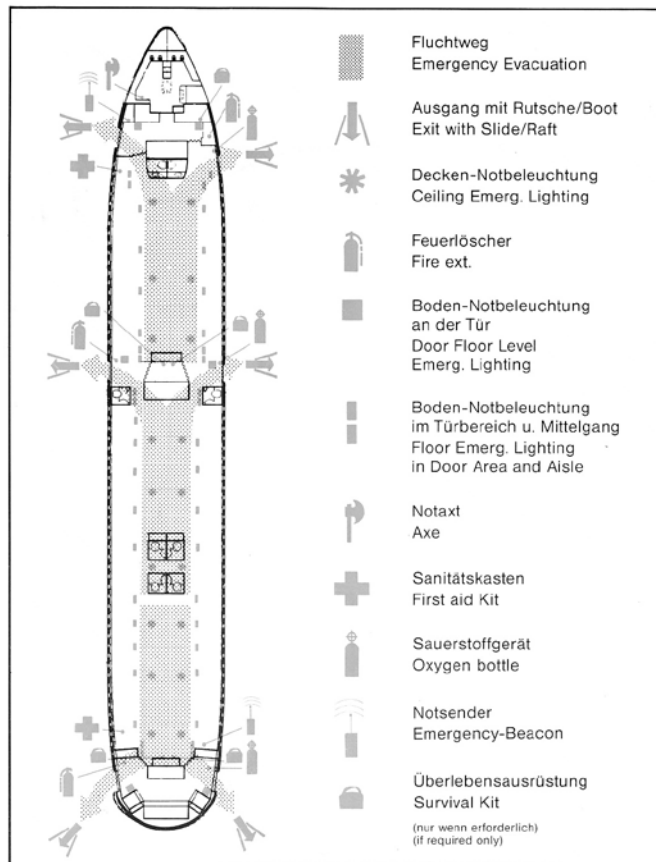 Fluchtweg
Emergency Evacuation
Ausgang mit Rutsche/Boot
Exit with Slide/Raft
Decken-Notbeleuchtung
Ceiling Emerg. Lighting
Feuerlöscher
Fire ext.
Boden-Notbeleuchtung
an der Tür
Door Floor Level
Emerg. Lighting
Boden-Notbeleuchtung
im Türbereich u. Mittelgang
Floor Emerg. Lighting
in Door Area and Aisle
Notaxt
Axe
Sanitätskasten
First aid Kit
Sauerstoffgerät
Oxygen bottle
Notsender
Emergency-Beacon
Überlebensausrüstung
Survival Kit
(nur wenn erforderlich)
(if required only)